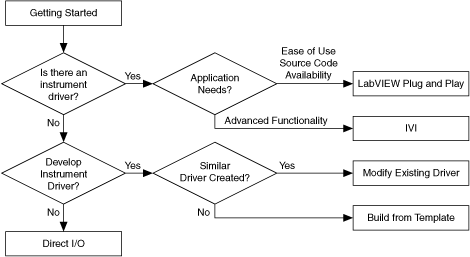 Getting Started
Is there an
instrument
driver?
Yes
Application
Needs?
Ease of Use
Source Code
Availability
LabVIEW Plug and Play
Advanced Functionality
IVI
No
Develop
Instrument
Driver?
Yes
Similar
Driver Created?
Yes
Modify Existing Driver
No
Build from Template
No
Direct I/O